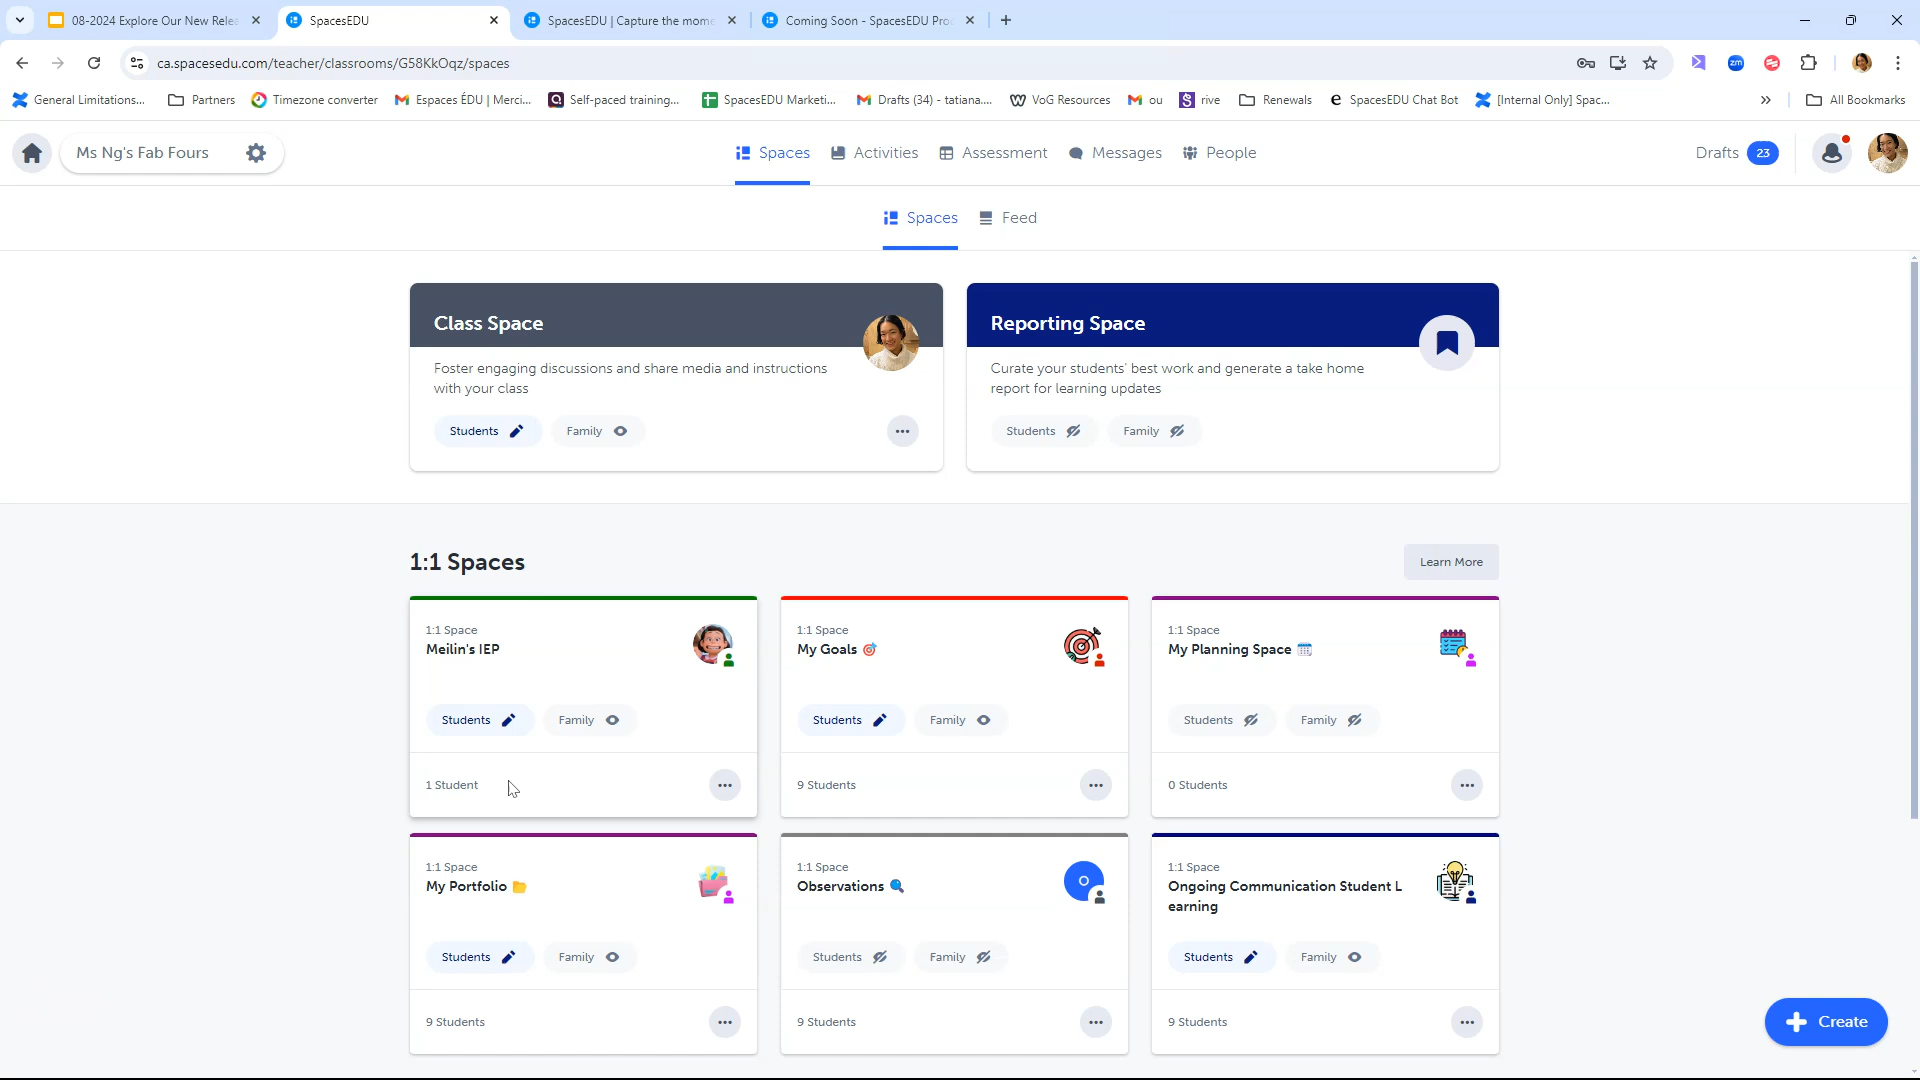 08-2024 Explore Our New Relea
SpacesEDU
SpacesEDU | Capture the mome
Coming Soon - SpacesEDU Pro
ca.spacesedu.com/teacher/classrooms/G58KkOqz/spaces
General Limitations...
Partners
Timezone converter
Espaces ÉDU | Merci...
Self-paced training...
SpacesEDU Marketi...
Drafts (34) - tatiana....
VoG Resources
ou
rive
Renewals
SpacesEDU Chat Bot
[Internal Only] Spac...
All Bookmarks
Ms Ng's Fab Fours
Spaces
Activities
Assessment
Messages
People
Drafts 23
Spaces
Feed
Class Space
Foster engaging discussions and share media and instructions
with your class
Students
Family
Reporting Space
Curate your students' best work and generate a take home
report for learning updates
Students
Family
1:1 Spaces
Learn More
1:1 Space
Meilin's IEP
Students
Family
1 Student
1:1 Space
My Goals 🎯
Students
Family
9 Students
1:1 Space
My Planning Space 🗓️
Students
Family
0 Students
1:1 Space
My Portfolio 📂
Students
Family
9 Students
1:1 Space
Observations 🔍
O
Students
Family
9 Students
1:1 Space
Ongoing Communication Student L
earning
Students
Family
9 Students
Create